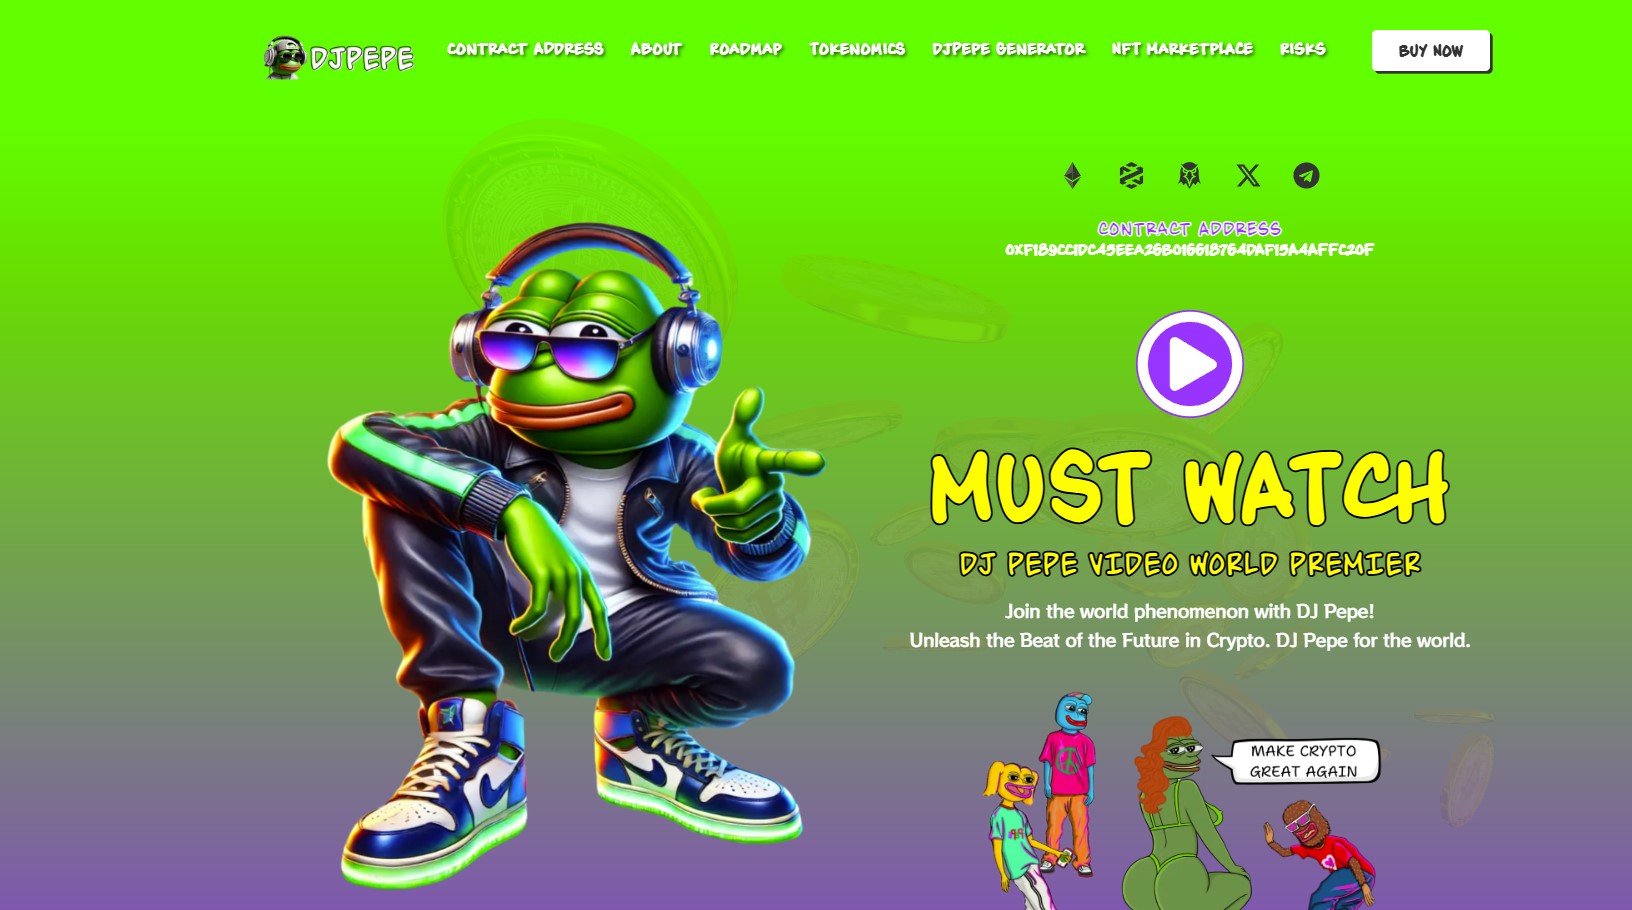 DJPEPE
CONTRACT ADDRESS
ABOUT
ROADMAP
TOKENOMICS
DJPEPE GENERATOR
NFT MARKETPLACE
RISKS
BUY NOW
CONTRACT ADDRESS
0XF189CC1DC45EEA26B01661B764DAF15A4AFFC20F
MUST WATCH
DJ PEPE VIDEO WORLD PREMIER
Join the world phenomenon with DJ Pepe!
Unleash the Beat of the Future in Crypto. DJ Pepe for the world.
MAKE CRYPTO
GREAT AGAIN